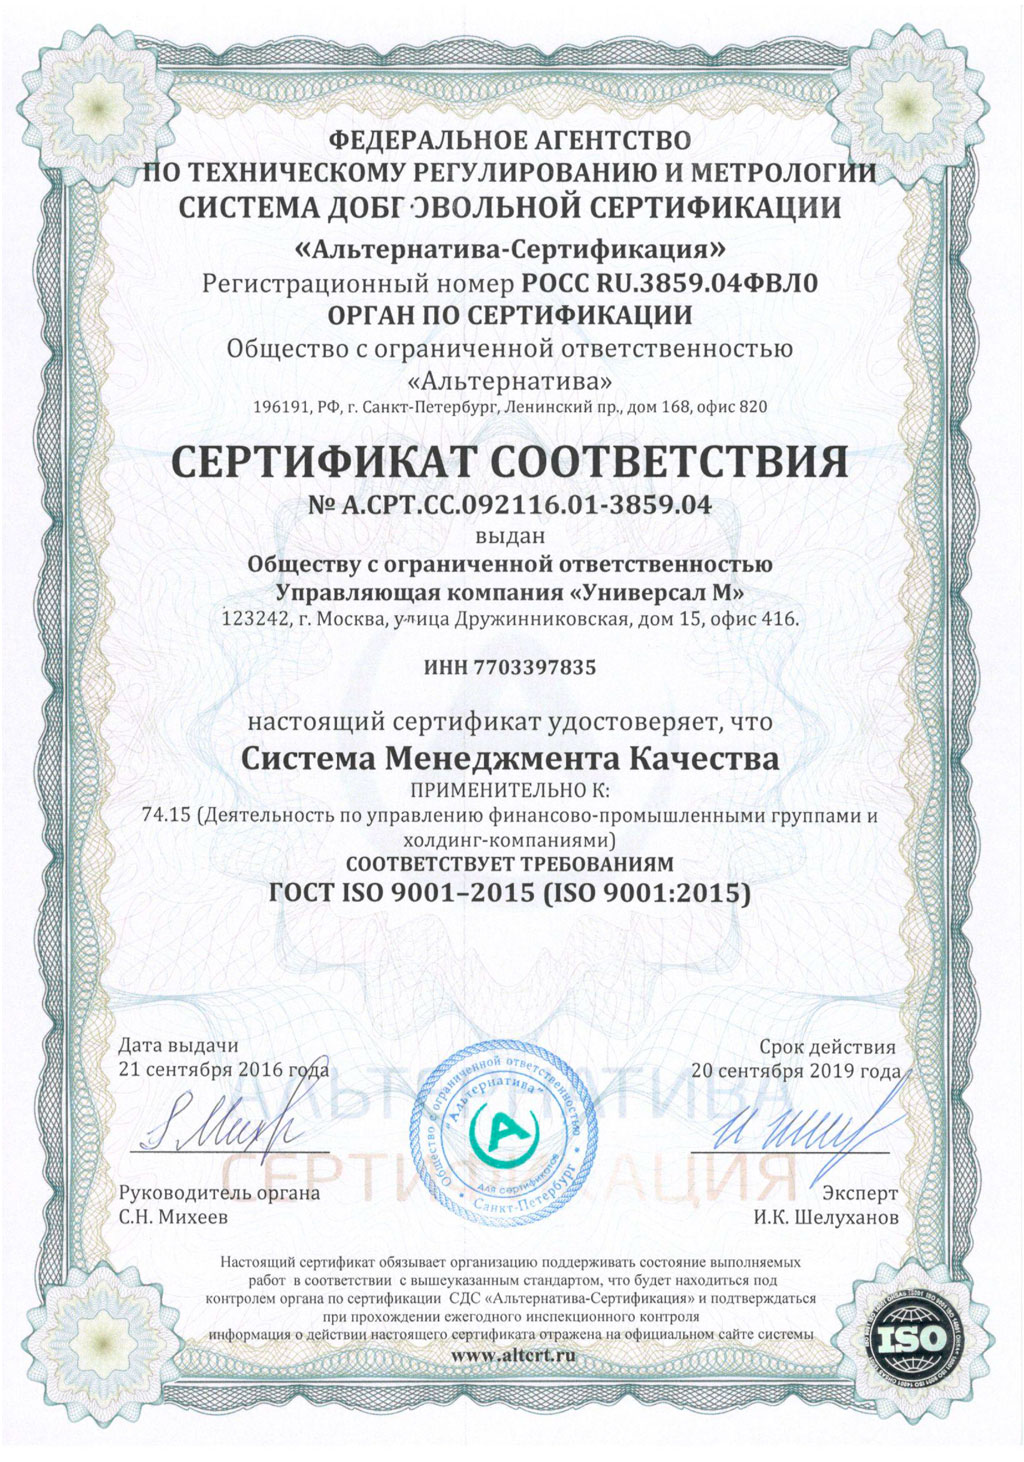 ФЕДЕРАЛЬНОЕ АГЕНТСТВО
ПО ТЕХНИЧЕСКОМУ РЕГУЛИРОВАНИЮ И МЕТРОЛОГИИ
СИСТЕМА ДОБРОВОЛЬНОЙ СЕРТИФИКАЦИИ
«Альтернатива-Сертификация»
Регистрационный номер РОСС RU.3859.04ФВЛ0
ОРГАН ПО СЕРТИФИКАЦИИ
Общество с ограниченной ответственностью
«Альтернатива»
196191, РФ, г. Санкт-Петербург, Ленинский пр., дом 168, офис 820
СЕРТИФИКАТ СООТВЕТСТВИЯ
№ А.СРТ.СС.092116.01-3859.04
выдан
Обществу с ограниченной ответственностью
Управляющая компания «Универсал М»
123242, г. Москва, улица Дружинниковская, дом 15, офис 416.
ИНН 7703397835
настоящий сертификат удостоверяет, что
Система Менеджмента Качества
ПРИМЕНИТЕЛЬНО К:
74.15 (Деятельность по управлению финансово-промышленными группами и
холдинг-компаниями)
СООТВЕТСТВУЕТ ТРЕБОВАНИЯМ
ГОСТ ISO 9001–2015 (ISO 9001:2015)
Дата выдачи
21 сентября 2016 года
Срок действия
20 сентября 2019 года
АЛЬТЕРНАТИВА
СЕРТИФИКАЦИЯ
Общество с ограниченной ответственностью
"Альтернатива"
А
для сертификатов
• Санкт-Петербург •
Руководитель органа
С.Н. Михеев
Эксперт
И.К. Шелуханов
Настоящий сертификат обязывает организацию поддерживать состояние выполняемых
работ в соответствии с вышеуказанным стандартом, что будет находиться под
контролем органа по сертификации СДС «Альтернатива-Сертификация» и подтверждаться
при прохождении ежегодного инспекционного контроля
информация о действии настоящего сертификата отражена на официальном сайте системы
www.altcrt.ru
ISO